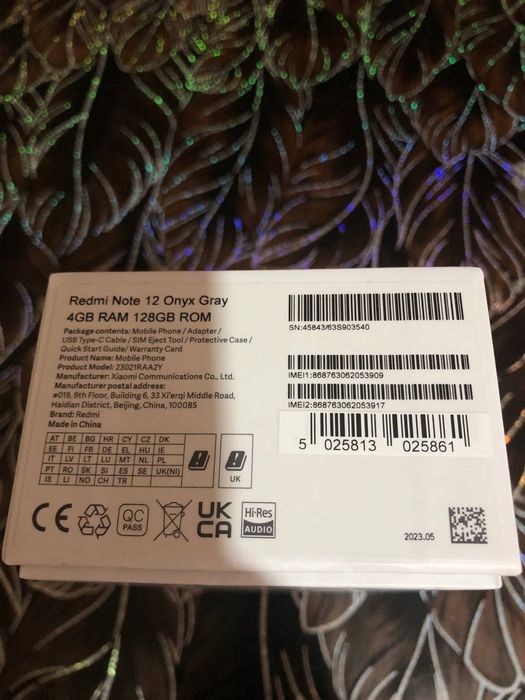 Redmi Note 12 Onyx Gray
4GB RAM 128GB ROM
Package contents: Mobile Phone / Adapter /
USB Type-C Cable / SIM Eject Tool / Protective Case /
Quick Start Guide / Warranty Card
Product Name: Mobile Phone
Product Model: 23021RAA2Y
Manufacturer: Xiaomi Communications Co., Ltd.
Manufacturer postal address:
#019, 9th Floor, Building 6, 33 Xi'erqi Middle Road,
Haidian District, Beijing, China, 100085
Brand: Redmi
Made in China
AT BE BG HR CY CZ DK
EE FI FR DE EL HU IE
IT LV LT LU MT NL PL
PT RO SK SI ES SE UK(NI)
IS LI NO CH TR
UK
CE
QC
PASS
UK
CA
Hi-Res
AUDIO
SN:45843/63S903540
IMEI1:868763062053909
IMEI2:868763062053917
5 025813 025861
2023.05